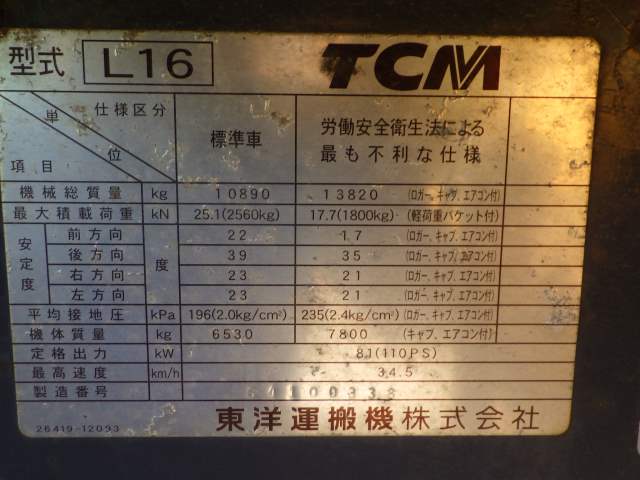 型式 L16 TCM
単位 仕様区分 項目 標準車 労働安全衛生法による最も不利な仕様
機械総質量 kg 10890 13820 (ロガー、キャブ、エアコン付)
最大積載荷重 kN 25.1(2560kg) 17.7(1800kg) (軽荷重バケット付)
安定度 前方向 度 22 17 (ロガー、キャブ、エアコン付)
後方向 39 35 (ロガー、キャブ、エアコン付)
右方向 23 21 (ロガー、キャブ、エアコン付)
左方向 23 21 (ロガー、キャブ、エアコン付)
平均接地圧 kPa 196(2.0kg/cm²) 235(2.4kg/cm²) (ロガー、キャブ、エアコン付)
機体質量 kg 6530 7800 (キャブ、エアコン付)
定格出力 kW 81(110PS)
最高速度 km/h 34.5
製造番号
26419-12093 東洋運搬機株式会社